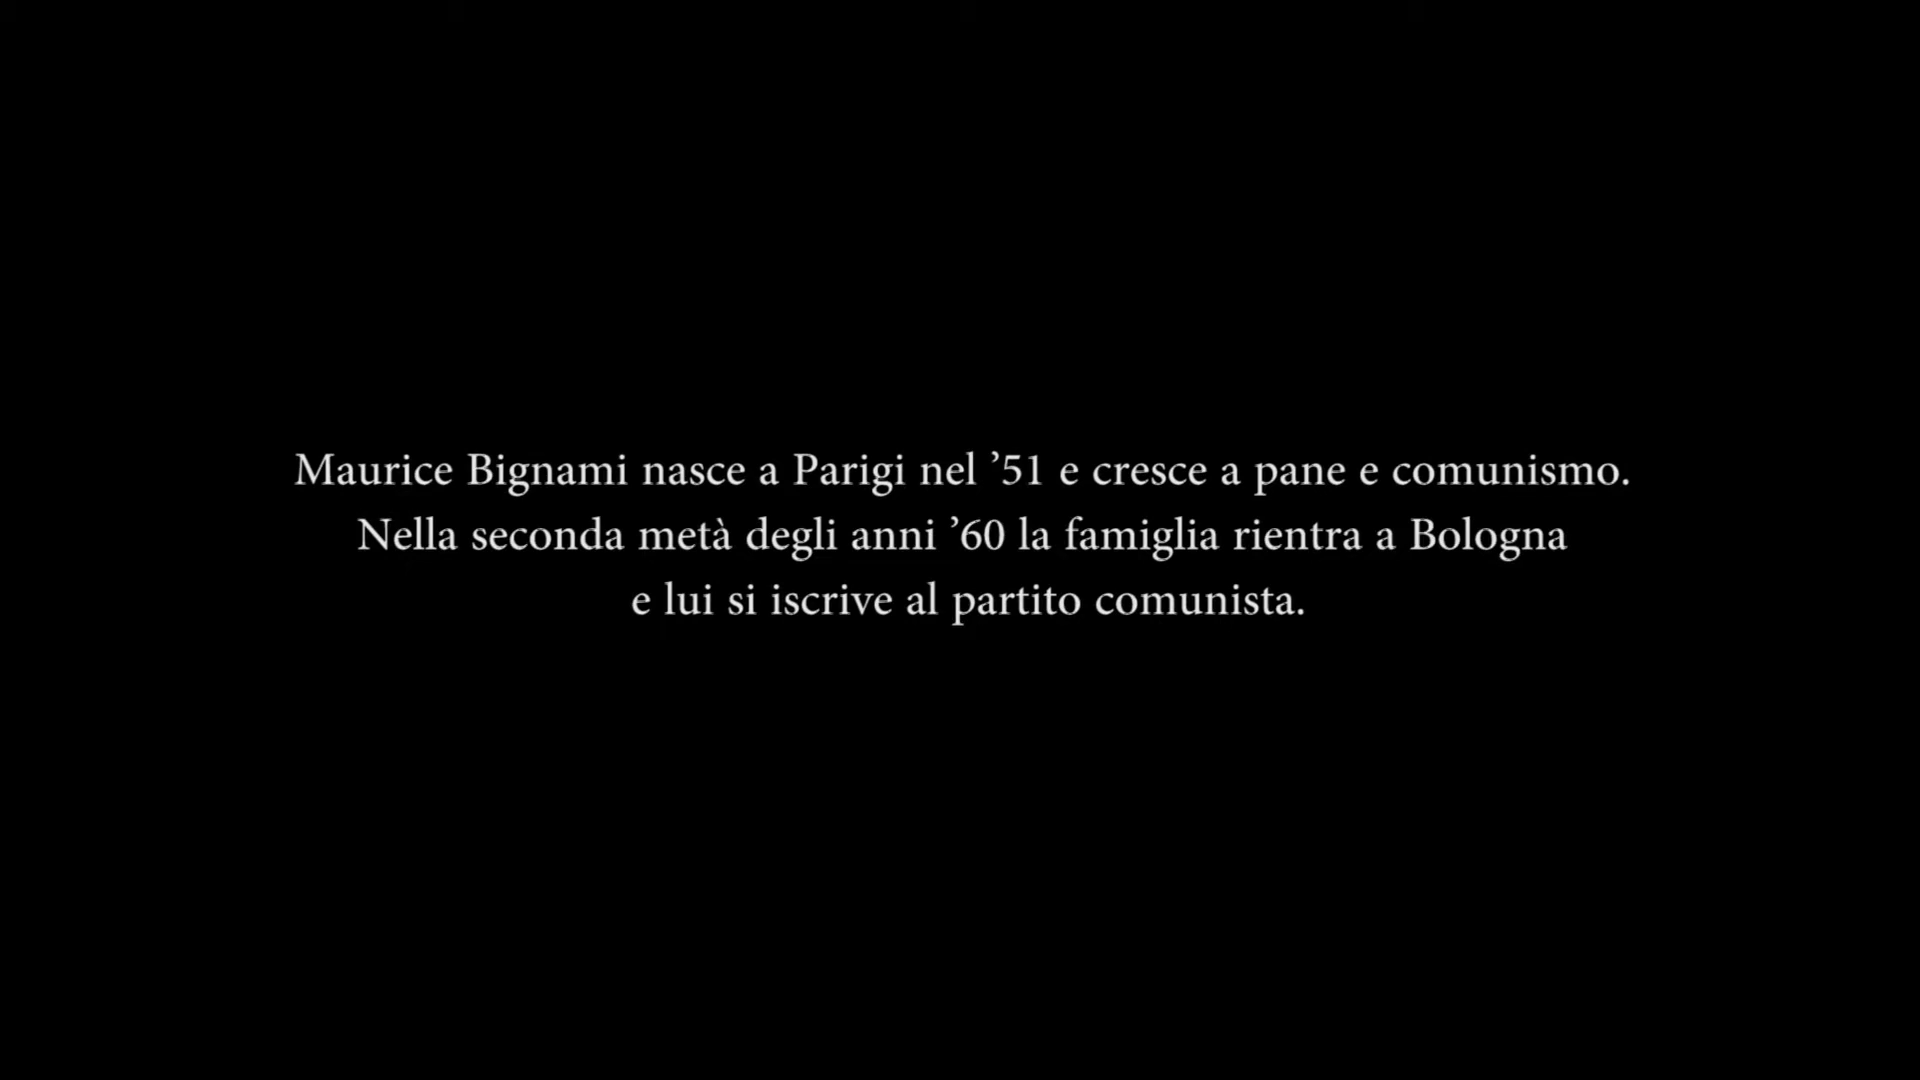 Maurice Bignami nasce a Parigi nel ’51 e cresce a pane e comunismo.
Nella seconda metà degli anni ’60 la famiglia rientra a Bologna
e lui si iscrive al partito comunista.